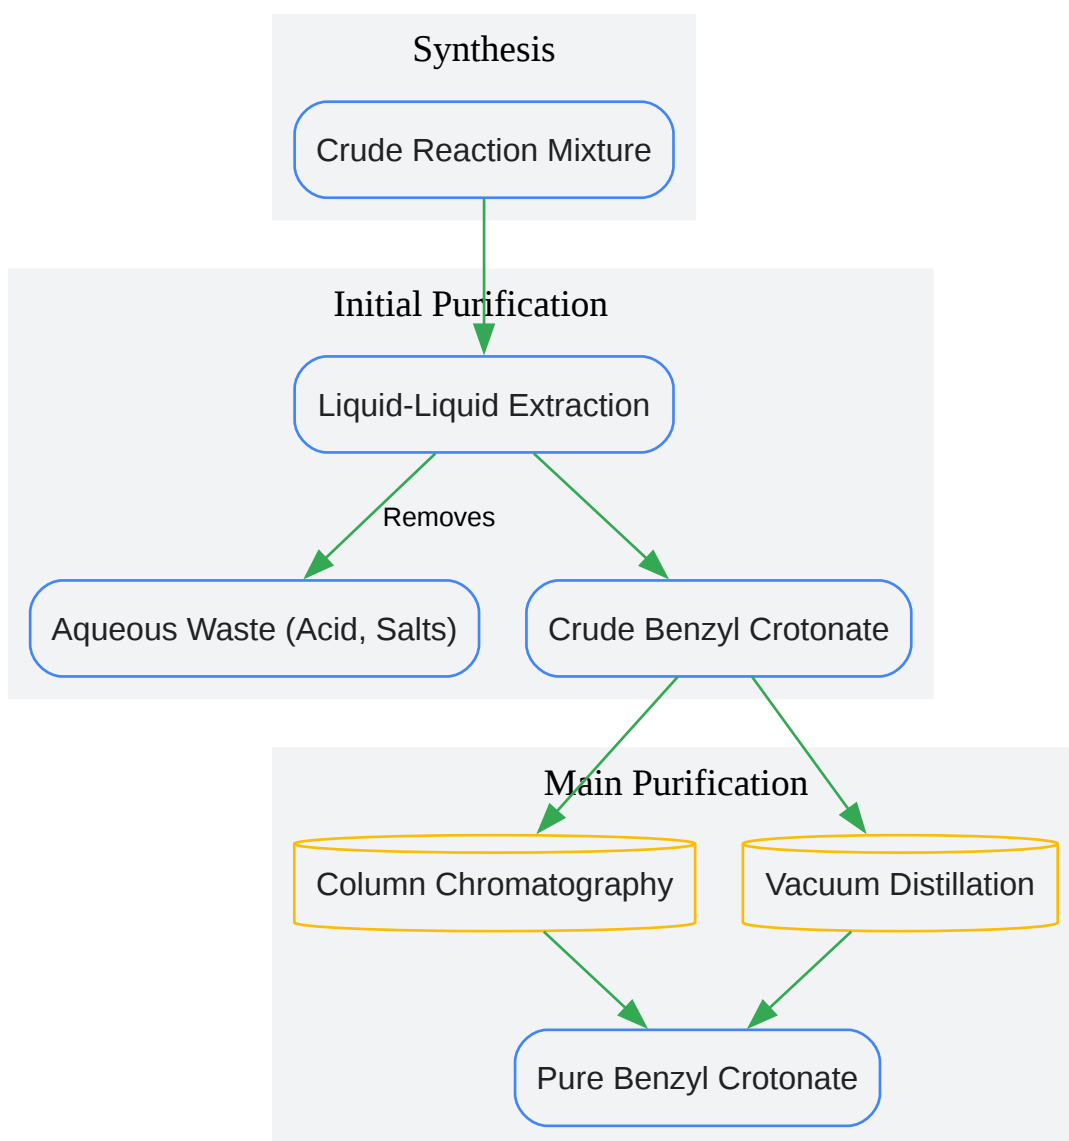 Synthesis
Crude Reaction Mixture
Initial Purification
Liquid-Liquid Extraction
Removes
Aqueous Waste (Acid, Salts)
Crude Benzyl Crotonate
Main Purification
Column Chromatography
Vacuum Distillation
Pure Benzyl Crotonate